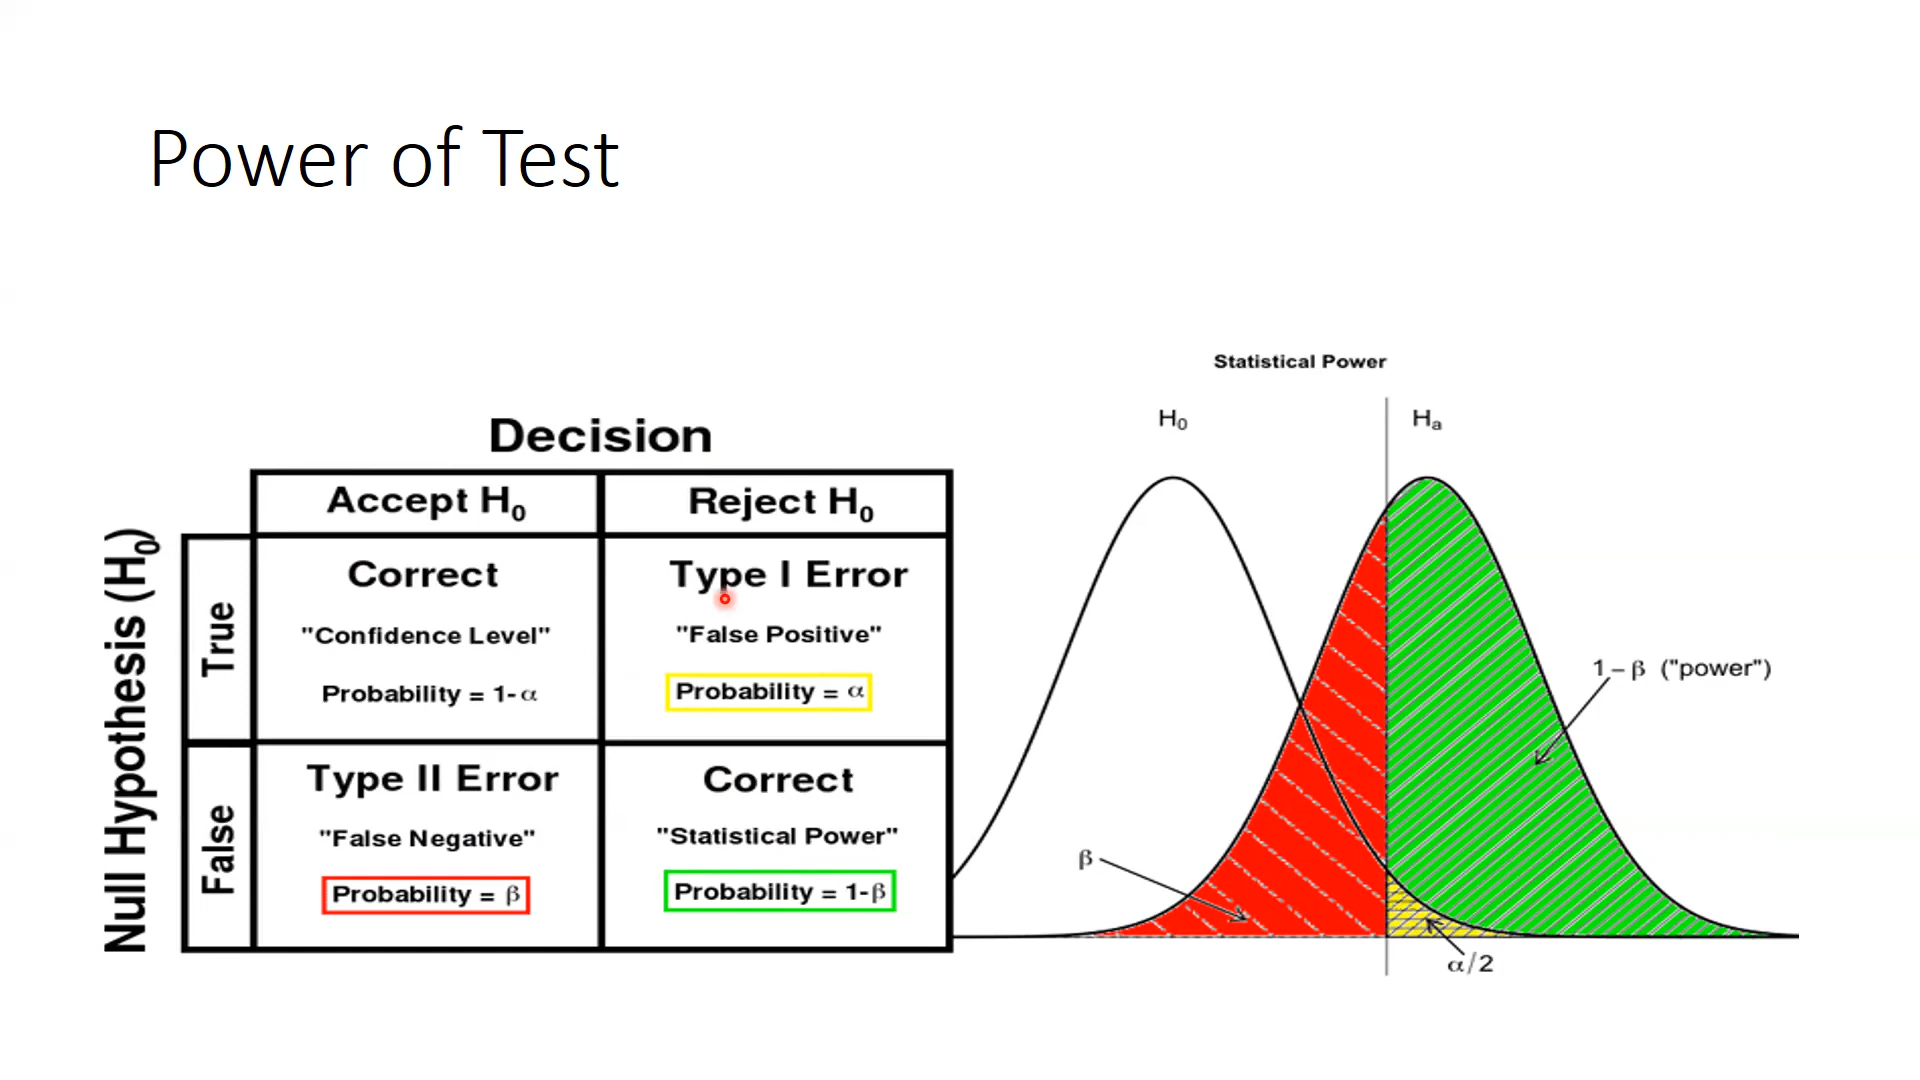 Power of Test
Decision
Accept H₀
Reject H₀
Null Hypothesis (H₀)
True
Correct
"Confidence Level"
Probability = 1-α
Type I Error
"False Positive"
Probability = α
False
Type II Error
"False Negative"
Probability = β
Correct
"Statistical Power"
Probability = 1-β
Statistical Power
H₀
Hₐ
1 – β ("power")
β
α/2